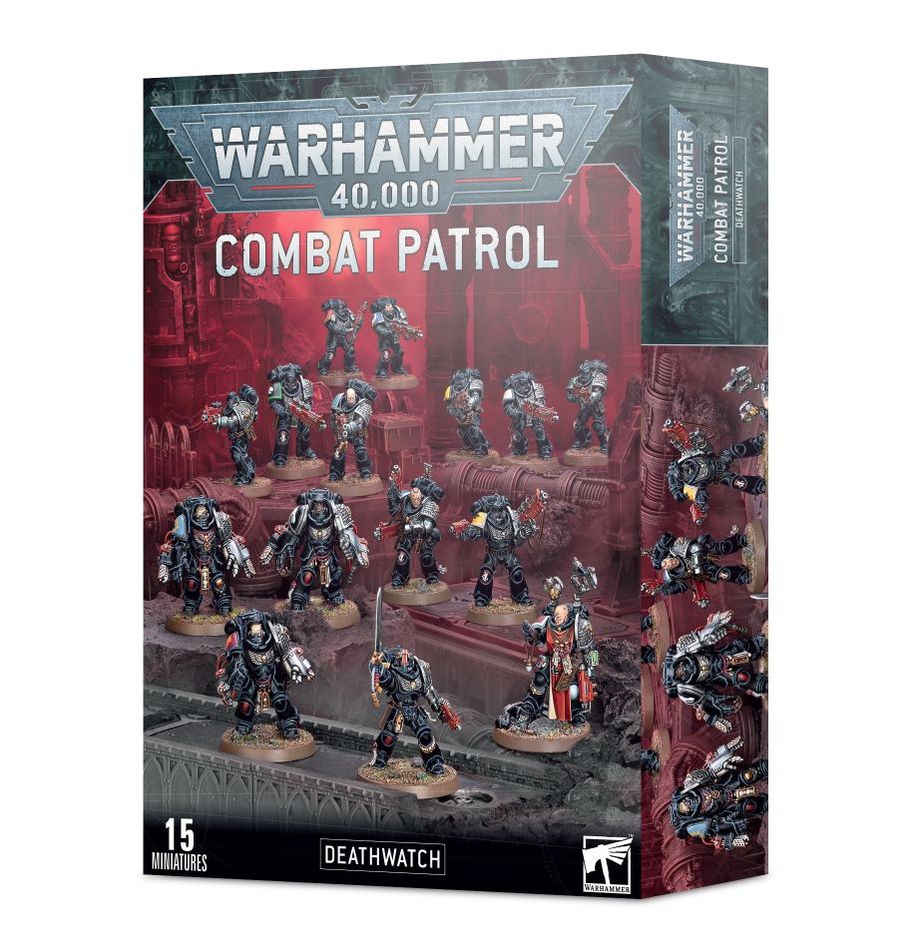 WARHAMMER
40,000
COMBAT PATROL
15
MINIATURES
DEATHWATCH
WARHAMMER
WARHAMMER
40,000
COMBAT PATROL
DEATHWATCH